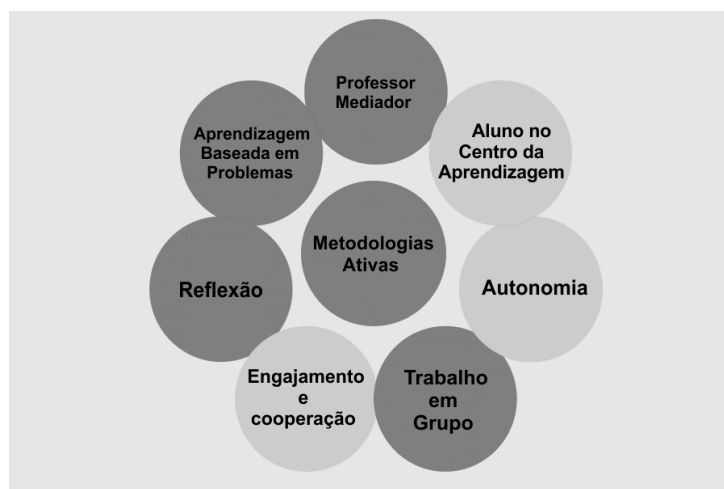 Professor
Mediador
Aluno no
Centro da
Aprendizagem
Autonomia
Trabalho
em
Grupo
Engajamento
e
cooperação
Reflexão
Aprendizagem
Baseada em
Problemas
Metodologias
Ativas